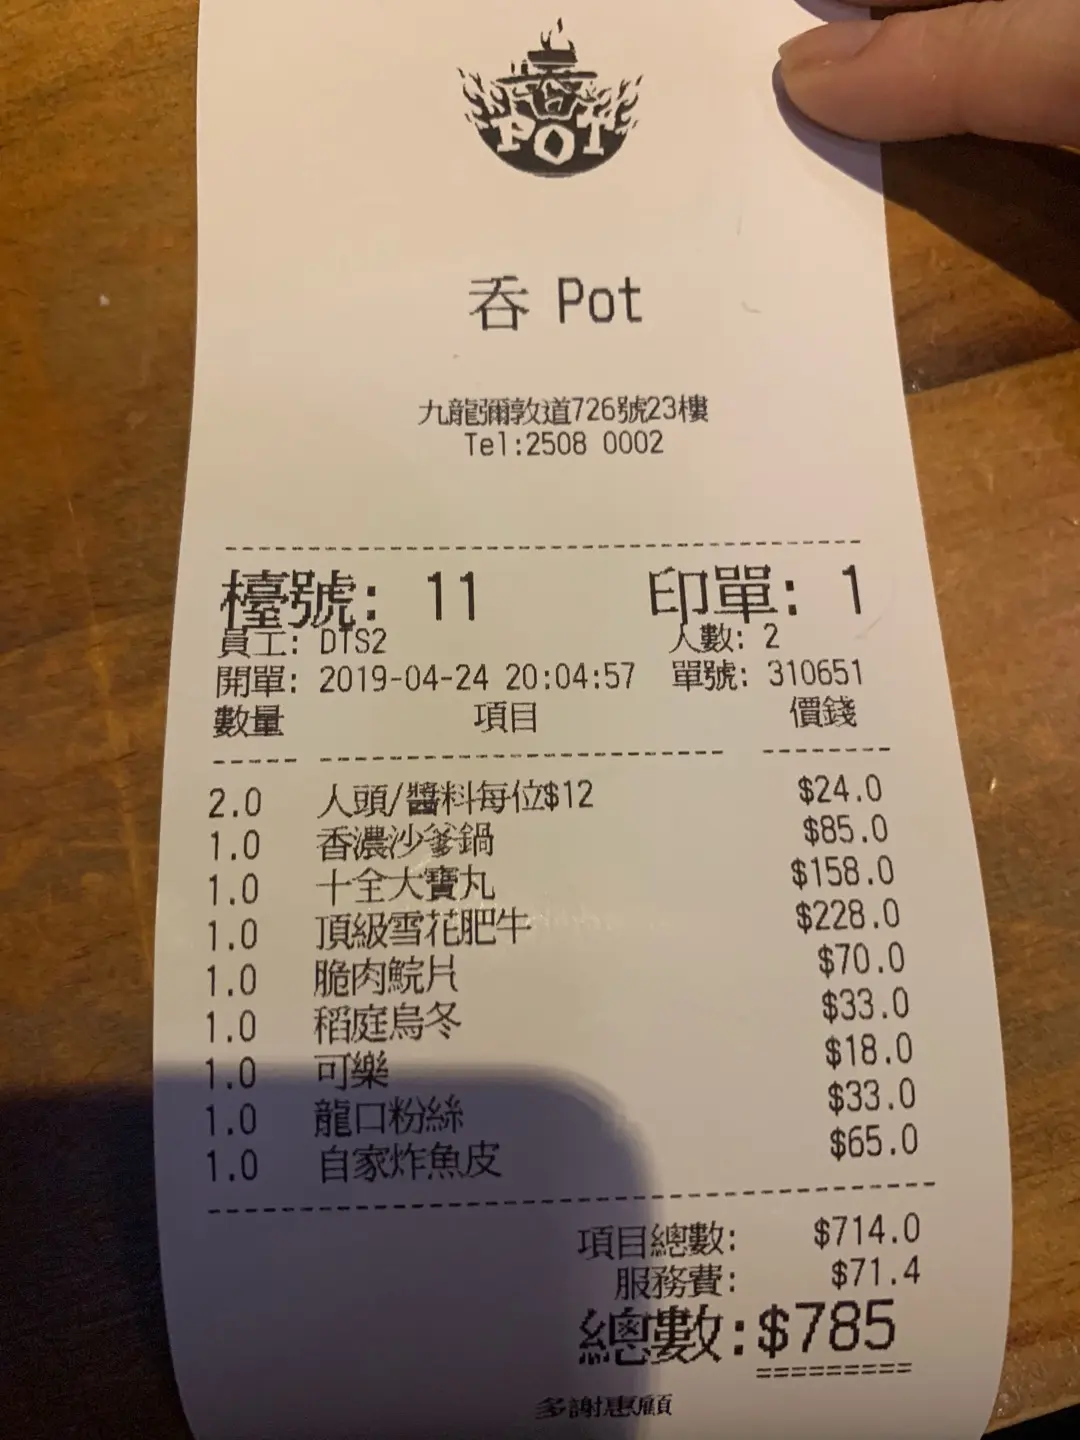 吞
POT
吞 Pot
九龍彌敦道726號23樓
Tel:2508 0002
檯號: 11 印單: 1
員工: DTS2 人數: 2
開單: 2019-04-24 20:04:57 單號: 310651
數量 項目 價錢
2.0 人頭/醬料每位$12 $24.0
1.0 香濃沙爹鍋 $85.0
1.0 十全大寶丸 $158.0
1.0 頂級雪花肥牛 $228.0
1.0 脆肉鯇片 $70.0
1.0 稻庭烏冬 $33.0
1.0 可樂 $18.0
1.0 龍口粉絲 $33.0
1.0 自家炸魚皮 $65.0
項目總數: $714.0
服務費: $71.4
總數:$785
多謝惠顧